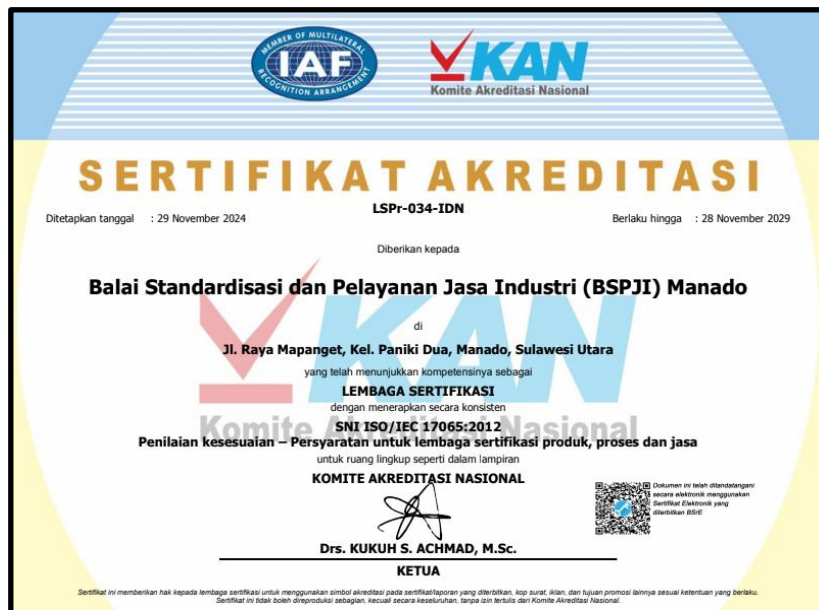 MEMBER OF MULTILATERAL
IAF
RECOGNITION ARRANGEMENT
KAN
Komite Akreditasi Nasional
SERTIFIKAT AKREDITASI
LSPr-034-IDN
Ditetapkan tanggal : 29 November 2024
Berlaku hingga : 28 November 2029
Diberikan kepada
Balai Standardisasi dan Pelayanan Jasa Industri (BSPJI) Manado
di
Jl. Raya Mapanget, Kel. Paniki Dua, Manado, Sulawesi Utara
yang telah menunjukkan kompetensinya sebagai
LEMBAGA SERTIFIKASI
dengan menerapkan secara konsisten
KAN
Komite Akreditasi Nasional
SNI ISO/IEC 17065:2012
Penilaian kesesuaian – Persyaratan untuk lembaga sertifikasi produk, proses dan jasa
untuk ruang lingkup seperti dalam lampiran
KOMITE AKREDITASI NASIONAL
Dokumen ini telah ditandatangani
secara elektronik menggunakan
Sertifikat Elektronik yang
diterbitkan BSrE
Drs. KUKUH S. ACHMAD, M.Sc.
KETUA
Sertifikat ini memberikan hak kepada lembaga sertifikasi untuk menggunakan simbol akreditasi pada sertifikat/laporan yang diterbitkan, kop surat, iklan, dan tujuan promosi lainnya sesuai ketentuan yang berlaku.
Sertifikat ini tidak boleh direproduksi sebagian, kecuali secara keseluruhan, tanpa izin tertulis dari Komite Akreditasi Nasional.